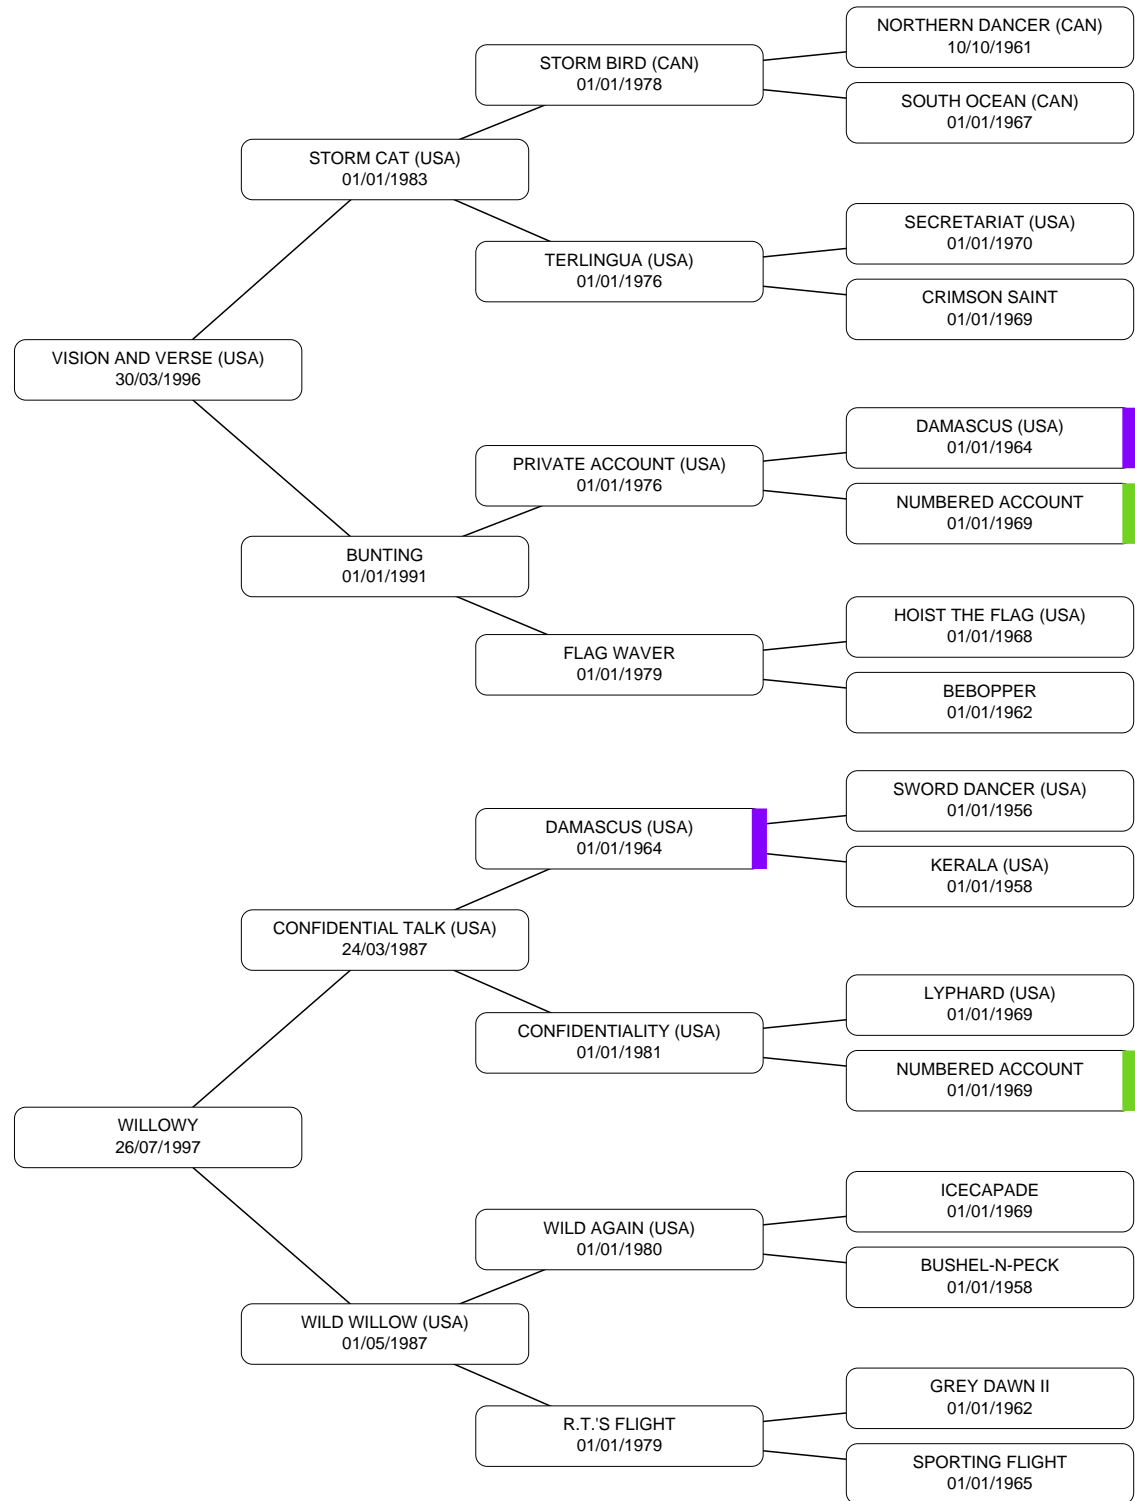 NORTHERN DANCER (CAN)
10/10/1961
STORM BIRD (CAN)
01/01/1978
SOUTH OCEAN (CAN)
01/01/1967
STORM CAT (USA)
01/01/1983
SECRETARIAT (USA)
01/01/1970
TERLINGUA (USA)
01/01/1976
CRIMSON SAINT
01/01/1969
VISION AND VERSE (USA)
30/03/1996
DAMASCUS (USA)
01/01/1964
PRIVATE ACCOUNT (USA)
01/01/1976
NUMBERED ACCOUNT
01/01/1969
BUNTING
01/01/1991
HOIST THE FLAG (USA)
01/01/1968
FLAG WAVER
01/01/1979
BEBOPPER
01/01/1962
SWORD DANCER (USA)
01/01/1956
DAMASCUS (USA)
01/01/1964
KERALA (USA)
01/01/1958
CONFIDENTIAL TALK (USA)
24/03/1987
LYPHARD (USA)
01/01/1969
CONFIDENTIALITY (USA)
01/01/1981
NUMBERED ACCOUNT
01/01/1969
WILLOWY
26/07/1997
ICECAPADE
01/01/1969
WILD AGAIN (USA)
01/01/1980
BUSHEL-N-PECK
01/01/1958
WILD WILLOW (USA)
01/05/1987
GREY DAWN II
01/01/1962
R.T.'S FLIGHT
01/01/1979
SPORTING FLIGHT
01/01/1965